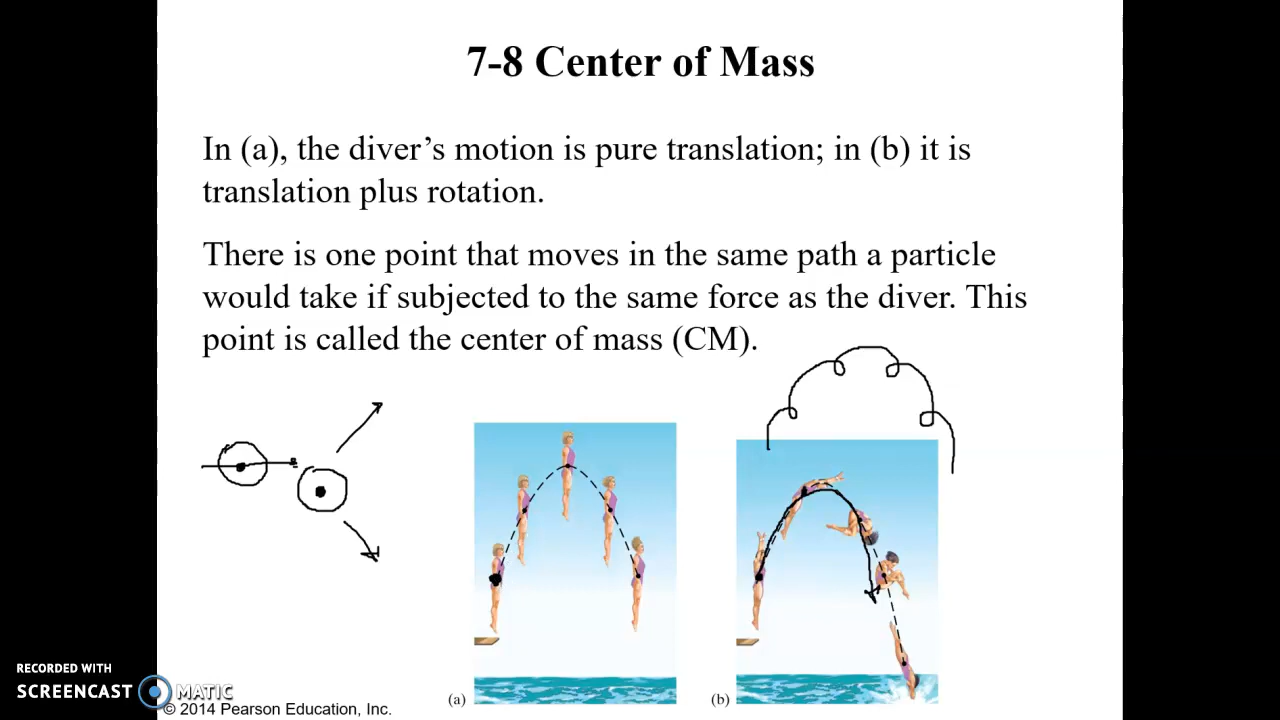 7-8 Center of Mass
In (a), the diver’s motion is pure translation; in (b) it is
translation plus rotation.
There is one point that moves in the same path a particle
would take if subjected to the same force as the diver. This
point is called the center of mass (CM).
(a)
(b)
RECORDED WITH
SCREENCAST MATIC
© 2014 Pearson Education, Inc.